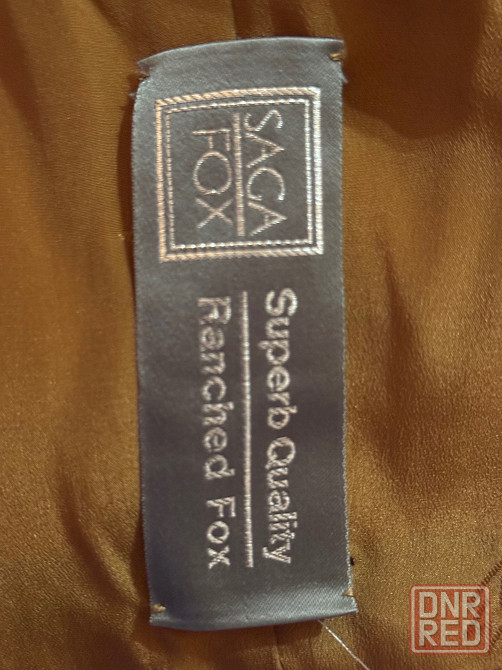 SAGA
FOX
Superb Quality
Ranched Fox
DNR
RED